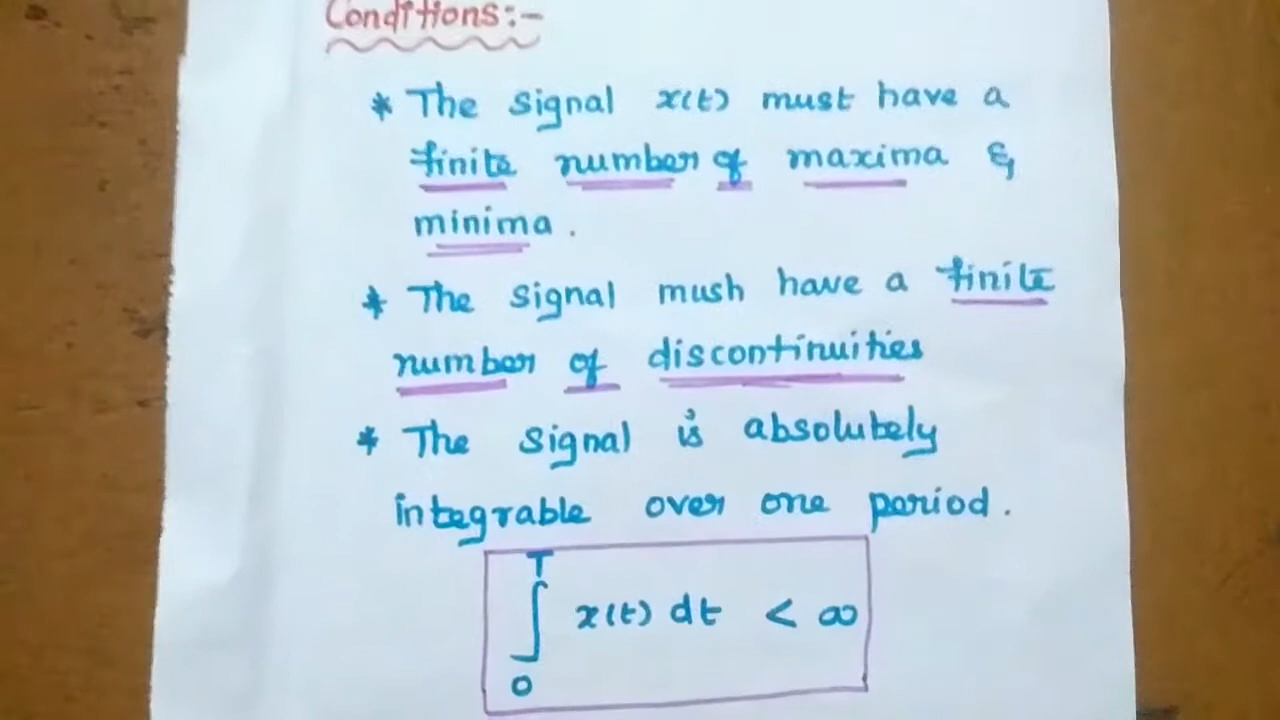 Conditions:-
* The signal x(t) must have a
finite number of maxima &
minima.
* The signal mush have a finite
number of discontinuities
* The signal is absolutely
integrable over one period.
T
∫ x(t) dt < ∞
0